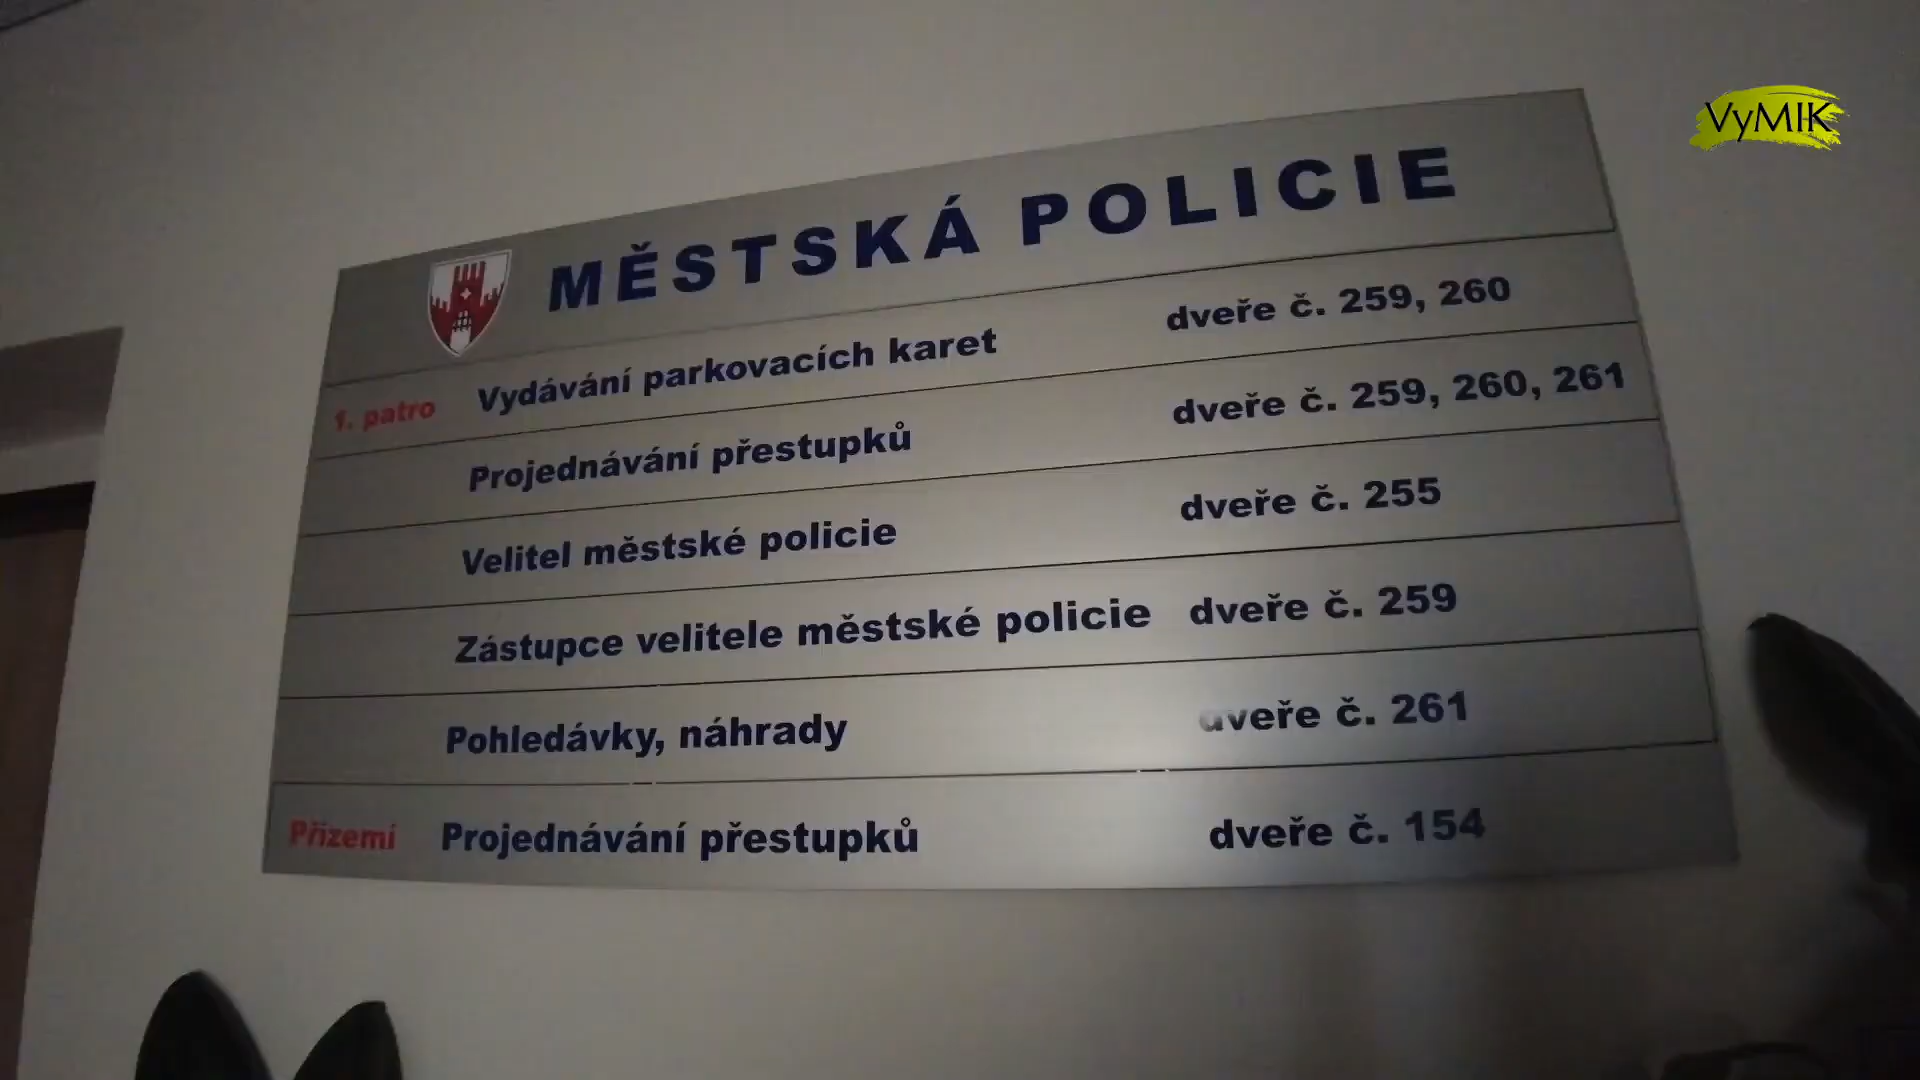 VyMIK
MĚSTSKÁ POLICIE
1. patro Vydávání parkovacích karet dveře č. 259, 260
Projednávání přestupků dveře č. 259, 260, 261
Velitel městské policie dveře č. 255
Zástupce velitele městské policie dveře č. 259
Pohledávky, náhrady dveře č. 261
Přízemí Projednávání přestupků dveře č. 154